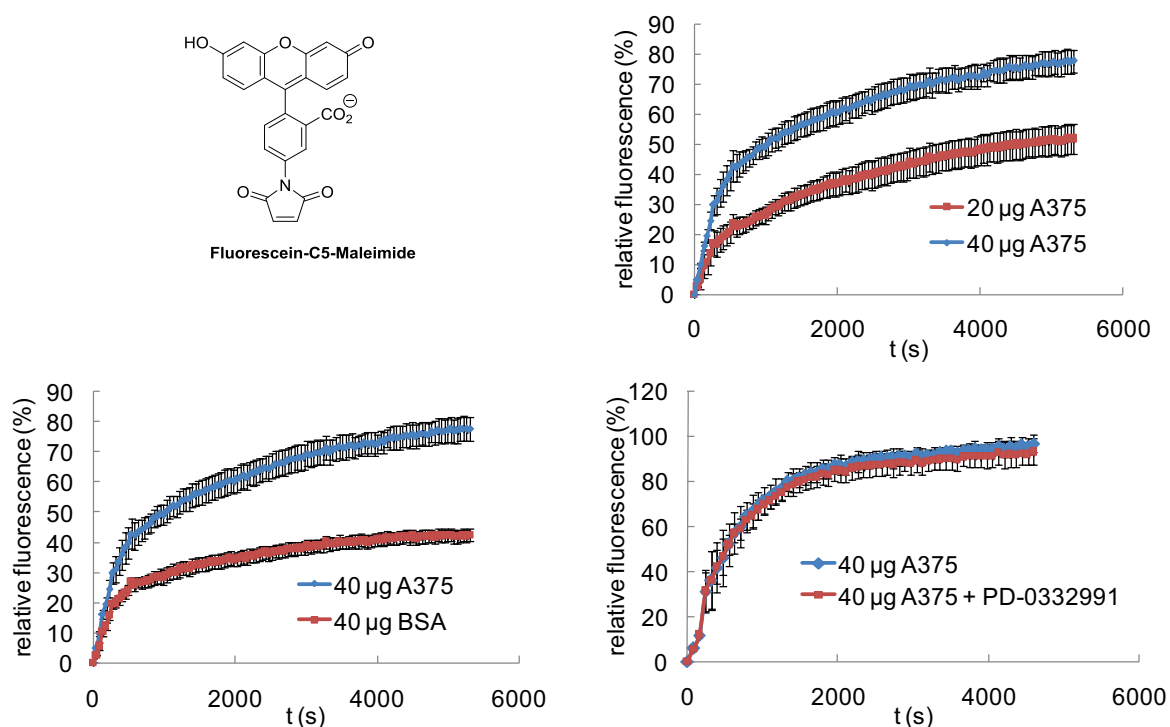 HO
O
O
CO2
⊖
N
O
O
Fluorescein-C5-Maleimide
relative fluorescence (%)
90
80
70
60
50
40
30
20
10
0
20 µg A375
40 µg A375
0
2000
4000
6000
t (s)
relative fluorescence (%)
90
80
70
60
50
40
30
20
10
0
40 µg A375
40 µg BSA
0
2000
4000
6000
t (s)
relative fluorescence (%)
120
100
80
60
40
20
0
40 µg A375
40 µg A375 + PD-0332991
0
2000
4000
6000
t (s)